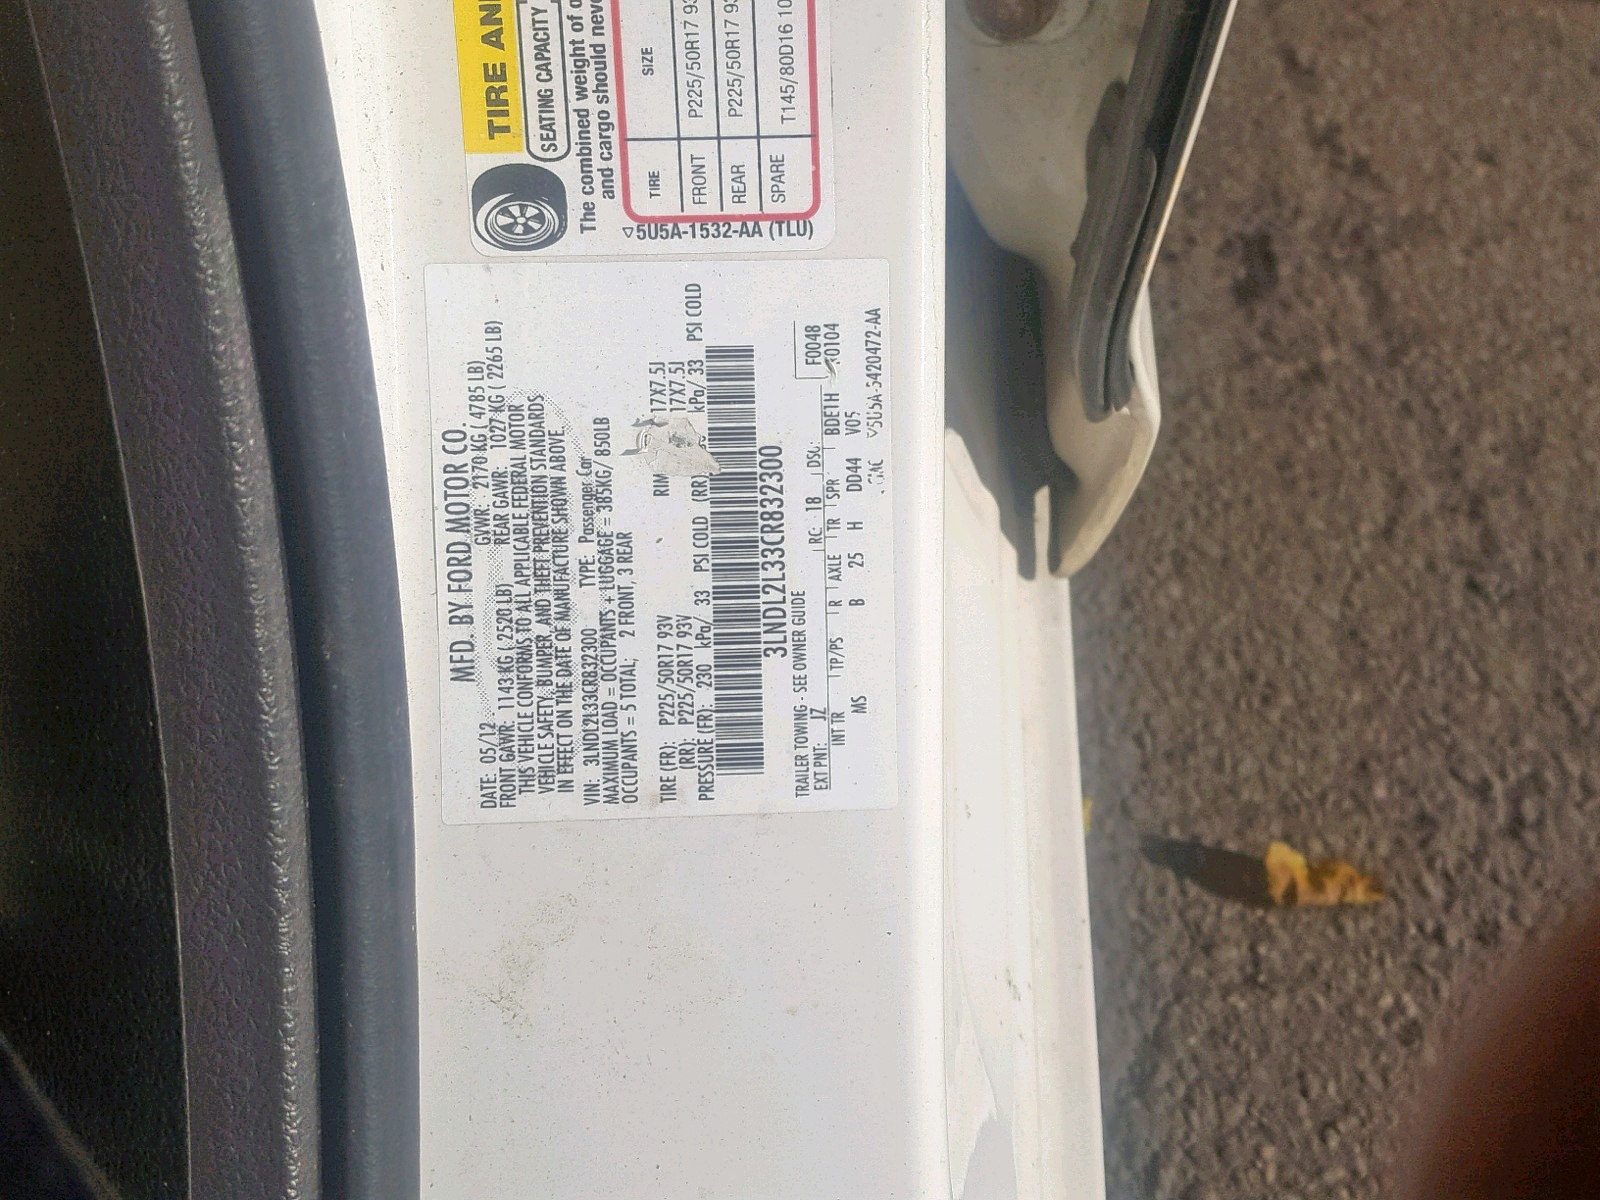 MFD. BY FORD MOTOR CO.
DATE: 05/12 GVWR: 2170 KG ( 4785 LB)
FRONT GAWR: 1143 KG ( 2520 LB) REAR GAWR: 1027 KG ( 2265 LB)
THIS VEHICLE CONFORMS TO ALL APPLICABLE FEDERAL MOTOR
VEHICLE SAFETY, BUMPER, AND THEFT PREVENTION STANDARDS
IN EFFECT ON THE DATE OF MANUFACTURE SHOWN ABOVE.
VIN: 3LNDL2L33CR832300 TYPE: Passenger Car
MAXIMUM LOAD = OCCUPANTS + LUGGAGE = 385KG/ 850LB
OCCUPANTS = 5 TOTAL; 2 FRONT, 3 REAR
TIRE (FR): P225/50R17 93V RIM 17X7.5J
(RR): P225/50R17 93V 17X7.5J
PRESSURE (FR): 230 kPa/ 33 PSI COLD (RR) kPa/ 33 PSI COLD
3LNDL2L33CR832300
TRAILER TOWING - SEE OWNER GUIDE
F0048
EXT PNT: JZ RC: 18 DSO:
0104
INT TR TP/PS R AXLE TR SPR BDE1H
MS B 25 H DD44 V05
5U5A-5420472-AA
TIRE AN
SEATING CAPACITY
The combined weight of o
and cargo should neve
TIRE SIZE
FRONT P225/50R17 93
REAR P225/50R17 93
SPARE T145/80D16 10
5U5A-1532-AA (TLU)